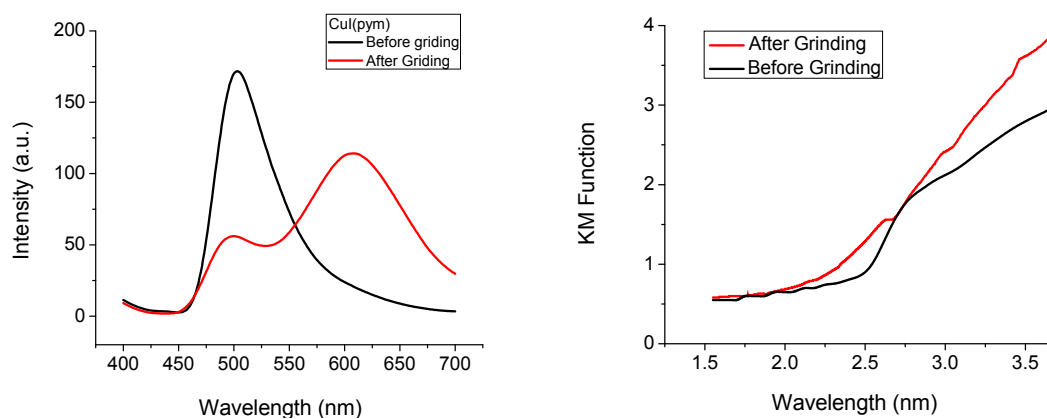 CuI(pym)
Before griding
After Griding
Intensity (a.u.)
200
150
100
50
0
400 450 500 550 600 650 700
Wavelength (nm)
After Grinding
Before Grinding
KM Function
4
3
2
1
0
1.5 2.0 2.5 3.0 3.5
Wavelength (nm)